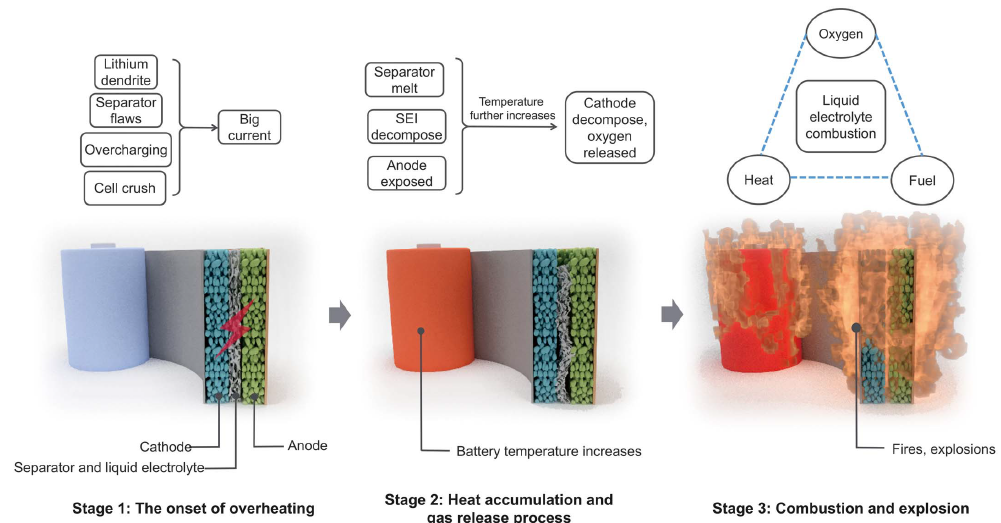 Lithium
dendrite
Separator
flaws
Overcharging
Cell crush
Big
current
Separator
melt
SEI
decompose
Anode
exposed
Temperature
further increases
Cathode
decompose,
oxygen
released
Oxygen
Liquid
electrolyte
combustion
Heat
Fuel
Cathode
Anode
Separator and liquid electrolyte
Battery temperature increases
Fires, explosions
Stage 1: The onset of overheating
Stage 2: Heat accumulation and
gas release process
Stage 3: Combustion and explosion